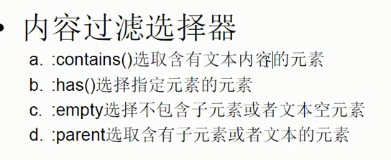 • 内容过滤选择器
a. :contains()选取含有文本内容的元素
b. :has()选择指定元素的元素
c. :empty选择不包含子元素或者文本空元素
d. :parent选取含有子元素或者文本的元素